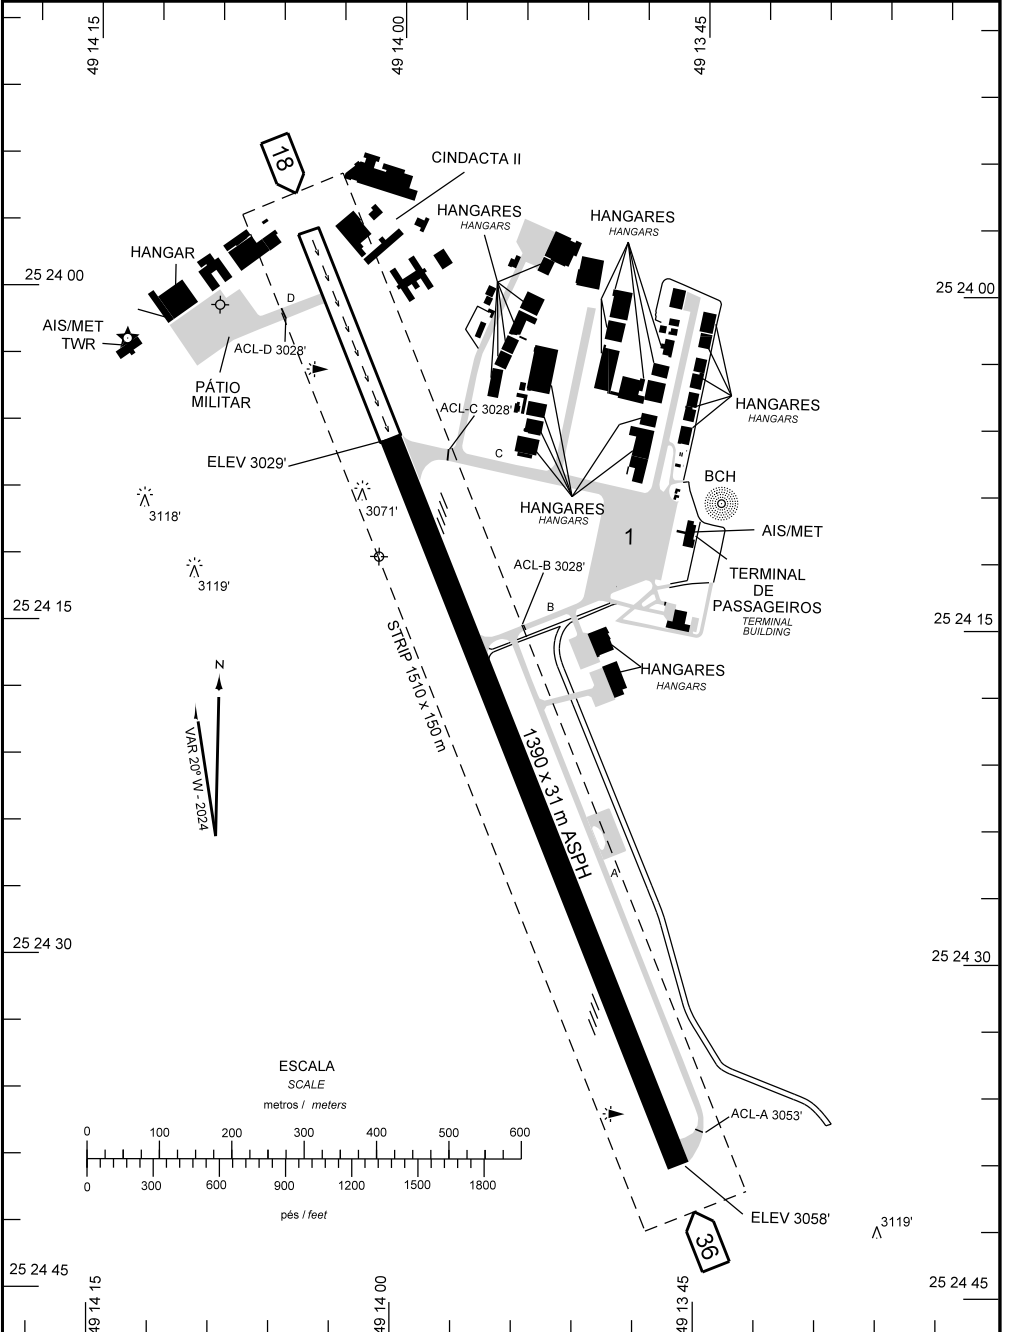 49 14 15
49 14 00
49 13 45
18
CINDACTA II
HANGARES
HANGARS
HANGARES
HANGARS
HANGAR
25 24 00
25 24 00
D
AIS/MET
TWR
ACL-D 3028'
PÁTIO
MILITAR
ACL-C 3028'
HANGARES
HANGARS
ELEV 3029'
C
BCH
3118'
3071'
HANGARES
HANGARS
AIS/MET
1
3119'
ACL-B 3028'
TERMINAL
DE
PASSAGEIROS
TERMINAL
BUILDING
25 24 15
25 24 15
B
STRIP 1510 x 150 m
N
HANGARES
HANGARS
VAR 20º W - 2024
1390 x 31 m ASPH
A
25 24 30
25 24 30
ESCALA
SCALE
metros / meters
0 100 200 300 400 500 600
0 300 600 900 1200 1500 1800
pés / feet
ACL-A 3053'
ELEV 3058'
3119'
36
25 24 45
25 24 45
49 14 15
49 14 00
49 13 45